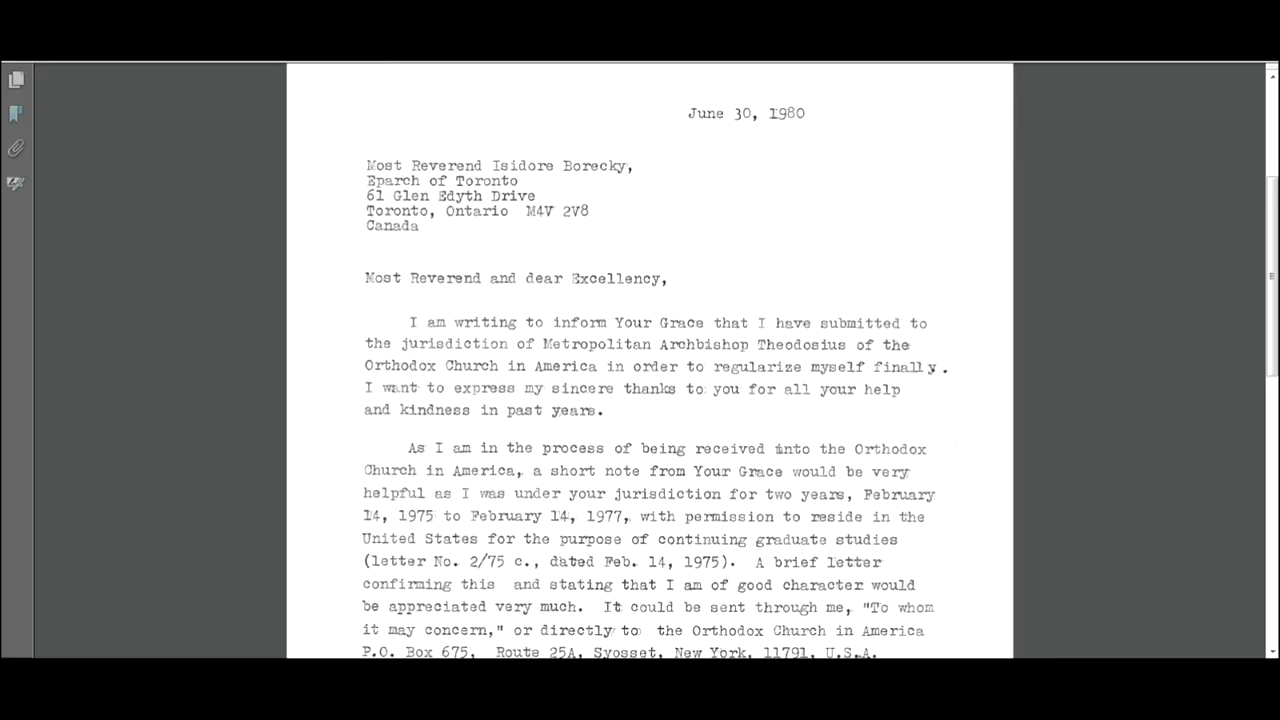 June 30, 1980
Most Reverend Isidore Borecky,
Eparch of Toronto
61 Glen Edyth Drive
Toronto, Ontario M4V 2V8
Canada
Most Reverend and dear Excellency,
I am writing to inform Your Grace that I have submitted to
the jurisdiction of Metropolitan Archbishop Theodosius of the
Orthodox Church in America in order to regularize myself finally.
I want to express my sincere thanks to you for all your help
and kindness in past years.
As I am in the process of being received into the Orthodox
Church in America, a short note from Your Grace would be very
helpful as I was under your jurisdiction for two years, February
14, 1975 to February 14, 1977, with permission to reside in the
United States for the purpose of continuing graduate studies
(letter No. 2/75 c., dated Feb. 14, 1975). A brief letter
confirming this and stating that I am of good character would
be appreciated very much. It could be sent through me, "To whom
it may concern," or directly to the Orthodox Church in America
P.O. Box 675, Route 25A, Syosset, New York, 11791, U.S.A.